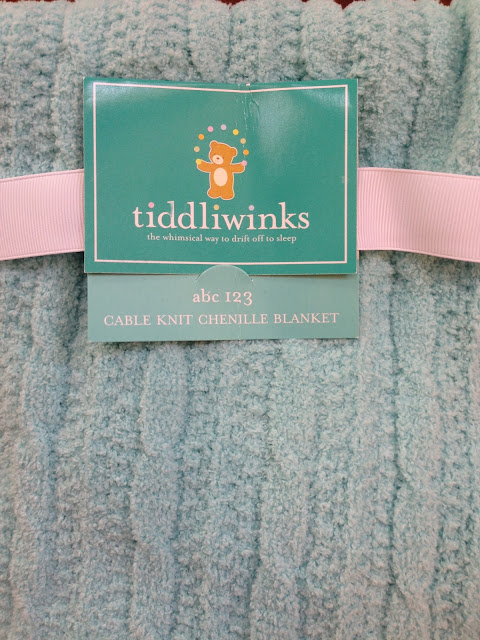 tiddliwinks
the whimsical way to drift off to sleep
abc 123
CABLE KNIT CHENILLE BLANKET